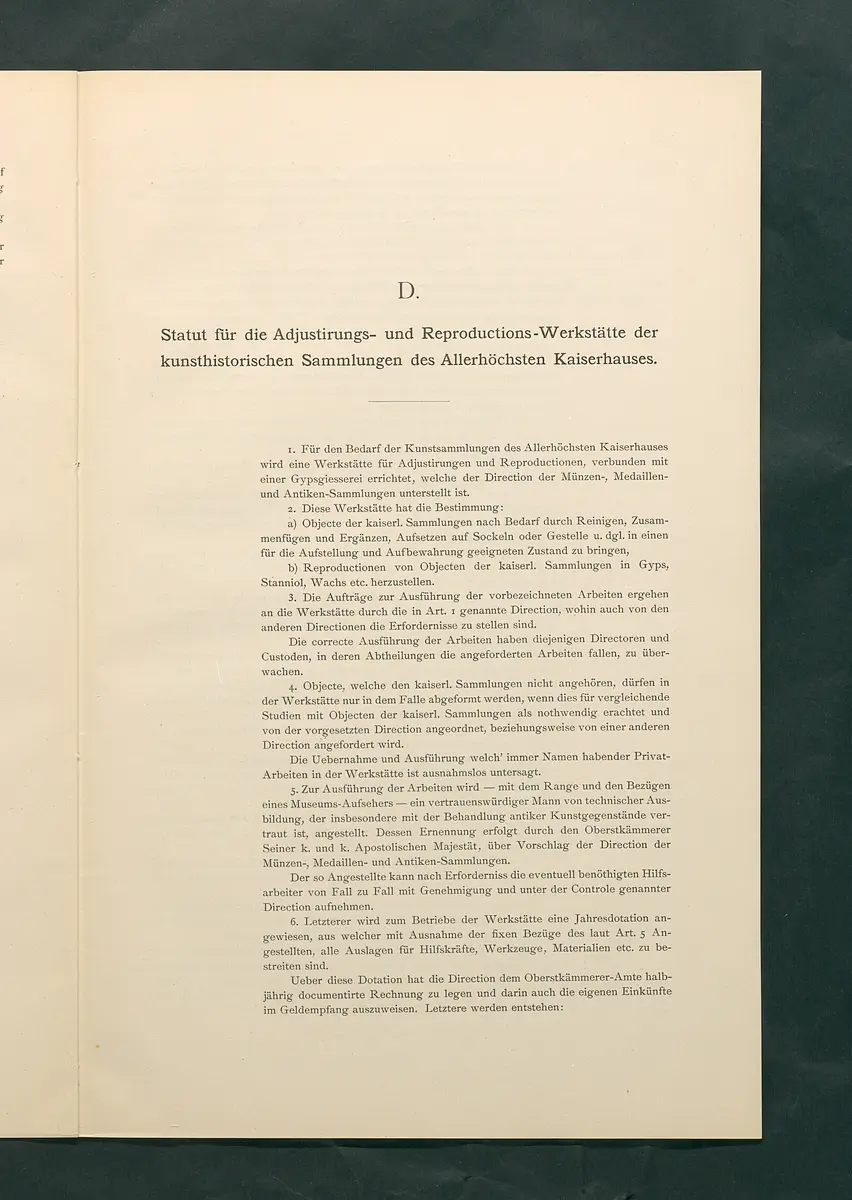 f
g
g
r
r
D.
Statut für die Adjustirungs- und Reproductions-Werkstätte der
kunsthistorischen Sammlungen des Allerhöchsten Kaiserhauses.
1. Für den Bedarf der Kunstsammlungen des Allerhöchsten Kaiserhauses
wird eine Werkstätte für Adjustirungen und Reproductionen, verbunden mit
einer Gypsgiesserei errichtet, welche der Direction der Münzen-, Medaillen-
und Antiken-Sammlungen unterstellt ist.
2. Diese Werkstätte hat die Bestimmung:
a) Objecte der kaiserl. Sammlungen nach Bedarf durch Reinigen, Zusam-
menfügen und Ergänzen, Aufsetzen auf Sockeln oder Gestelle u. dgl. in einen
für die Aufstellung und Aufbewahrung geeigneten Zustand zu bringen,
b) Reproductionen von Objecten der kaiserl. Sammlungen in Gyps,
Stanniol, Wachs etc. herzustellen.
3. Die Aufträge zur Ausführung der vorbezeichneten Arbeiten ergehen
an die Werkstätte durch die in Art. 1 genannte Direction, wohin auch von den
anderen Directionen die Erfordernisse zu stellen sind.
Die correcte Ausführung der Arbeiten haben diejenigen Directoren und
Custoden, in deren Abtheilungen die angeforderten Arbeiten fallen, zu über-
wachen.
4. Objecte, welche den kaiserl. Sammlungen nicht angehören, dürfen in
der Werkstätte nur in dem Falle abgeformt werden, wenn dies für vergleichende
Studien mit Objecten der kaiserl. Sammlungen als nothwendig erachtet und
von der vorgesetzten Direction angeordnet, beziehungsweise von einer anderen
Direction angefordert wird.
Die Uebernahme und Ausführung welch' immer Namen habender Privat-
Arbeiten in der Werkstätte ist ausnahmslos untersagt.
5. Zur Ausführung der Arbeiten wird — mit dem Range und den Bezügen
eines Museums-Aufsehers — ein vertrauenswürdiger Mann von technischer Aus-
bildung, der insbesondere mit der Behandlung antiker Kunstgegenstände ver-
traut ist, angestellt. Dessen Ernennung erfolgt durch den Oberstkämmerer
Seiner k. und k. Apostolischen Majestät, über Vorschlag der Direction der
Münzen-, Medaillen- und Antiken-Sammlungen.
Der so Angestellte kann nach Erforderniss die eventuell benöthigten Hilfs-
arbeiter von Fall zu Fall mit Genehmigung und unter der Controle genannter
Direction aufnehmen.
6. Letzterer wird zum Betriebe der Werkstätte eine Jahresdotation an-
gewiesen, aus welcher mit Ausnahme der fixen Bezüge des laut Art. 5 An-
gestellten, alle Auslagen für Hilfskräfte, Werkzeuge, Materialien etc. zu be-
streiten sind.
Ueber diese Dotation hat die Direction dem Oberstkämmerer-Amte halb-
jährig documentirte Rechnung zu legen und darin auch die eigenen Einkünfte
im Geldempfang auszuweisen. Letztere werden entstehen: